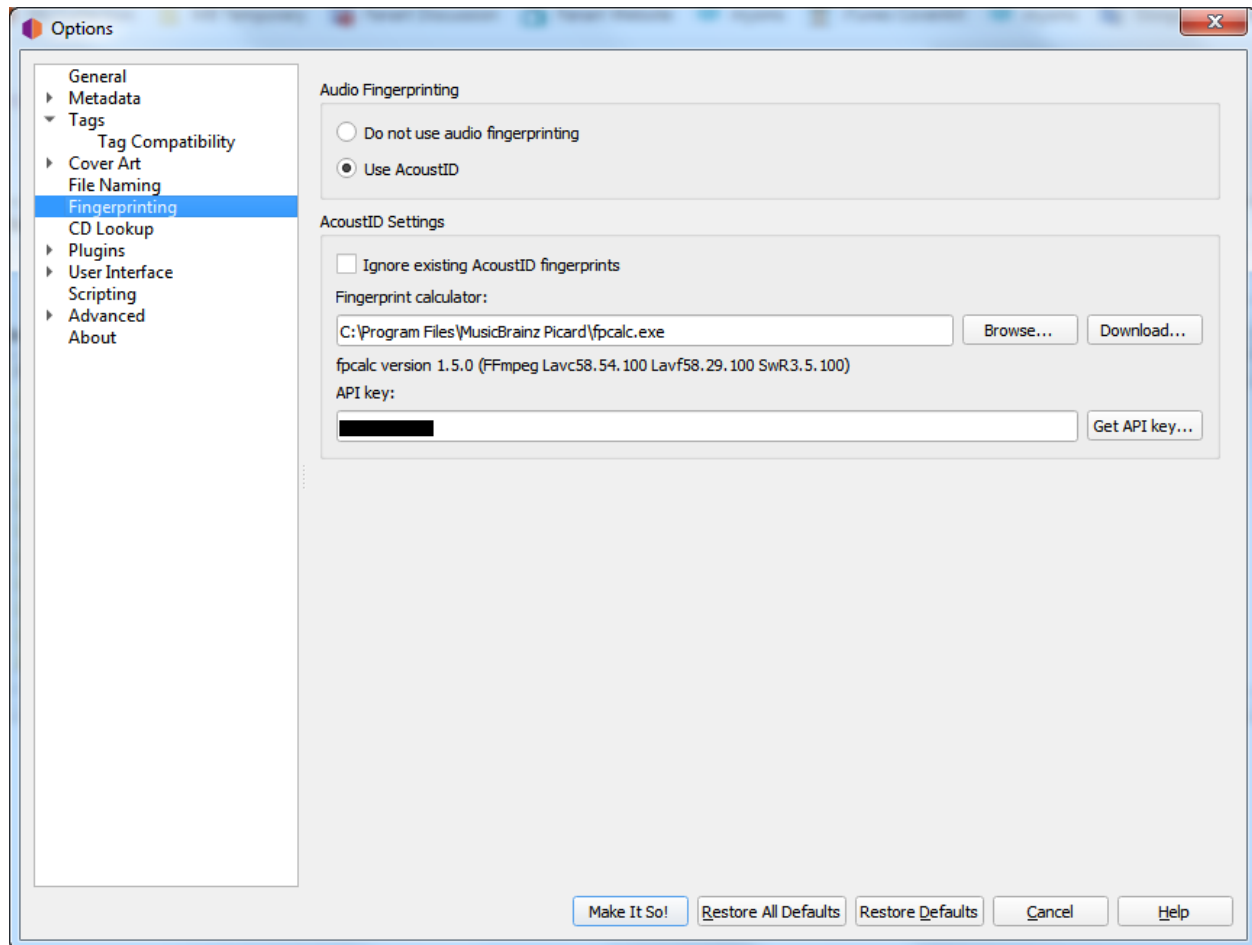 Options
General
Metadata
Tags
Tag Compatibility
Cover Art
File Naming
Fingerprinting
CD Lookup
Plugins
User Interface
Scripting
Advanced
About
Audio Fingerprinting
Do not use audio fingerprinting
Use AcoustID
AcoustID Settings
Ignore existing AcoustID fingerprints
Fingerprint calculator:
C:\Program Files\MusicBrainz Picard\fpcalc.exe Browse... Download...
fpcalc version 1.5.0 (FFmpeg Lavc58.54.100 Lavf58.29.100 SwR3.5.100)
API key:
Get API key...
Make It So! Restore All Defaults Restore Defaults Cancel Help